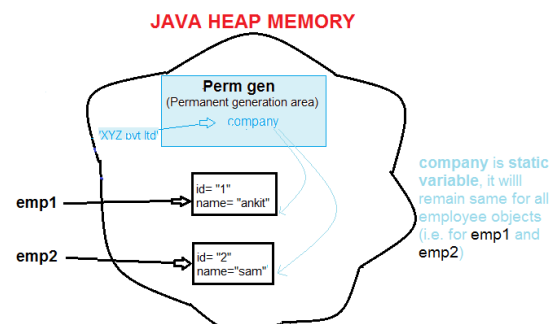 JAVA HEAP MEMORY
Perm gen
(Permanent generation area)
company
'XYZ pvt ltd'
id= "1"
name= "ankit"
emp1
id= "2"
name="sam"
emp2
company is static
variable, it willl
remain same for all
employee objects
(i.e. for emp1 and
emp2)